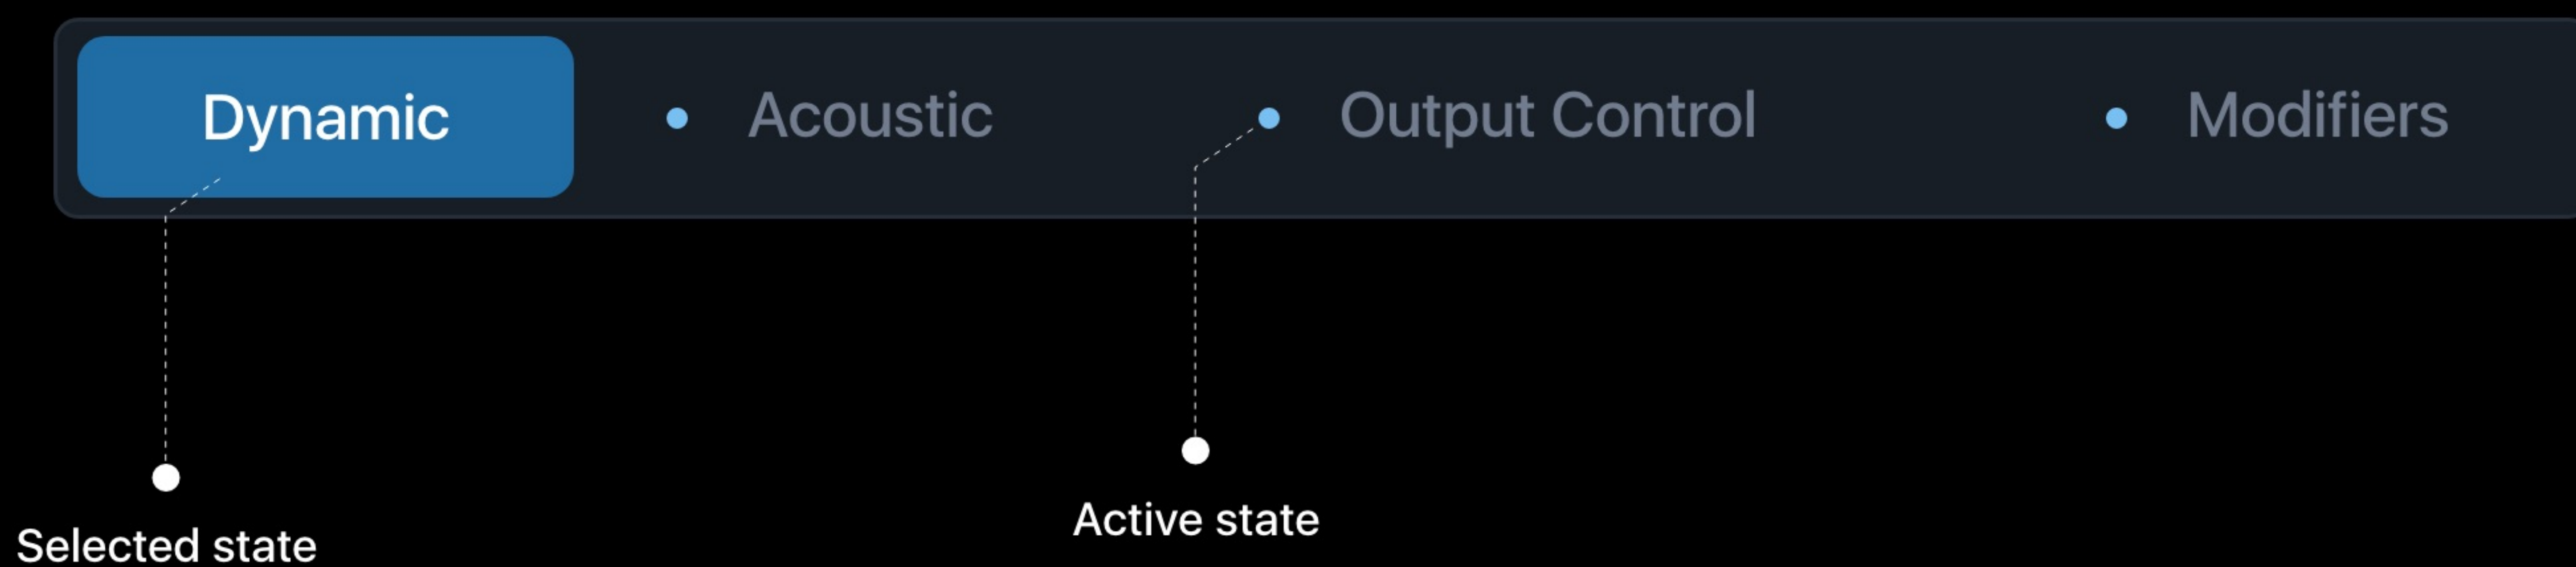 Dynamic
Acoustic
Output Control
Modifiers
Active state
Selected state